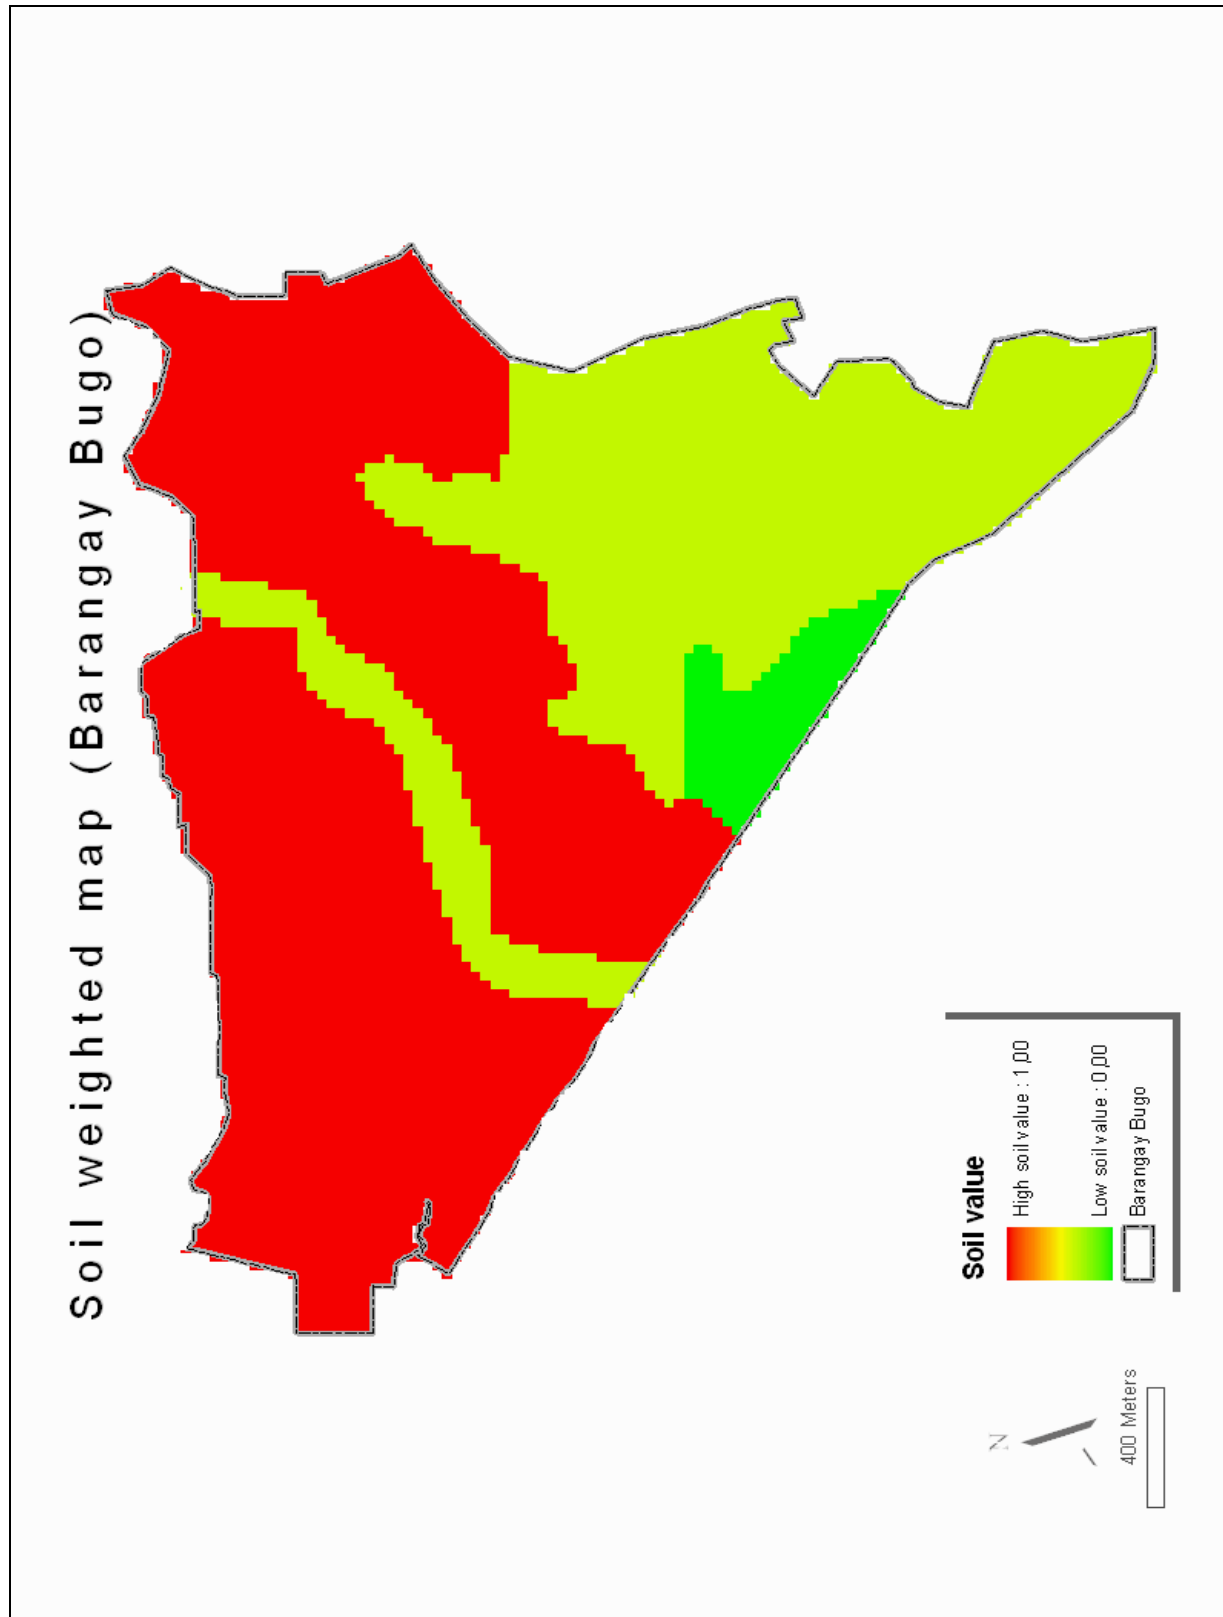 Soil weighted map (Barangay Bugo)
Soil value
High soil value : 1,00
Low soil value : 0,00
Barangay Bugo
N
400 Meters